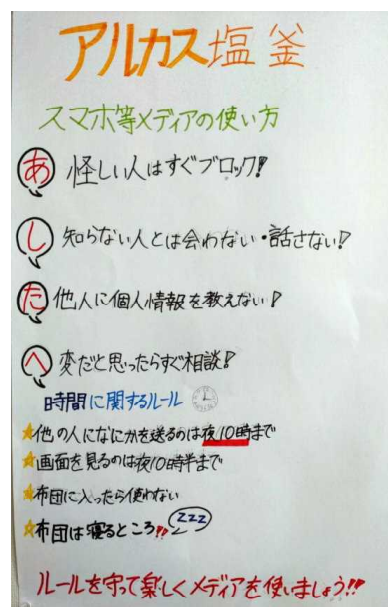 アルカス塩釜
スマホ等メディアの使い方
あ 怪しい人はすぐブロック!!
し 知らない人とは会わない・話さない!?
た 他人に個人情報を教えない!
へ 変だと思ったらすぐ相談!?
時間に関するルール
★他の人になにかを送るのは夜10時まで
★画面を見るのは夜10時半まで
★布団に入ったら使わない
★布団は寝るところ!! zzz
ルールを守って楽しくメディアを使いましょう!!